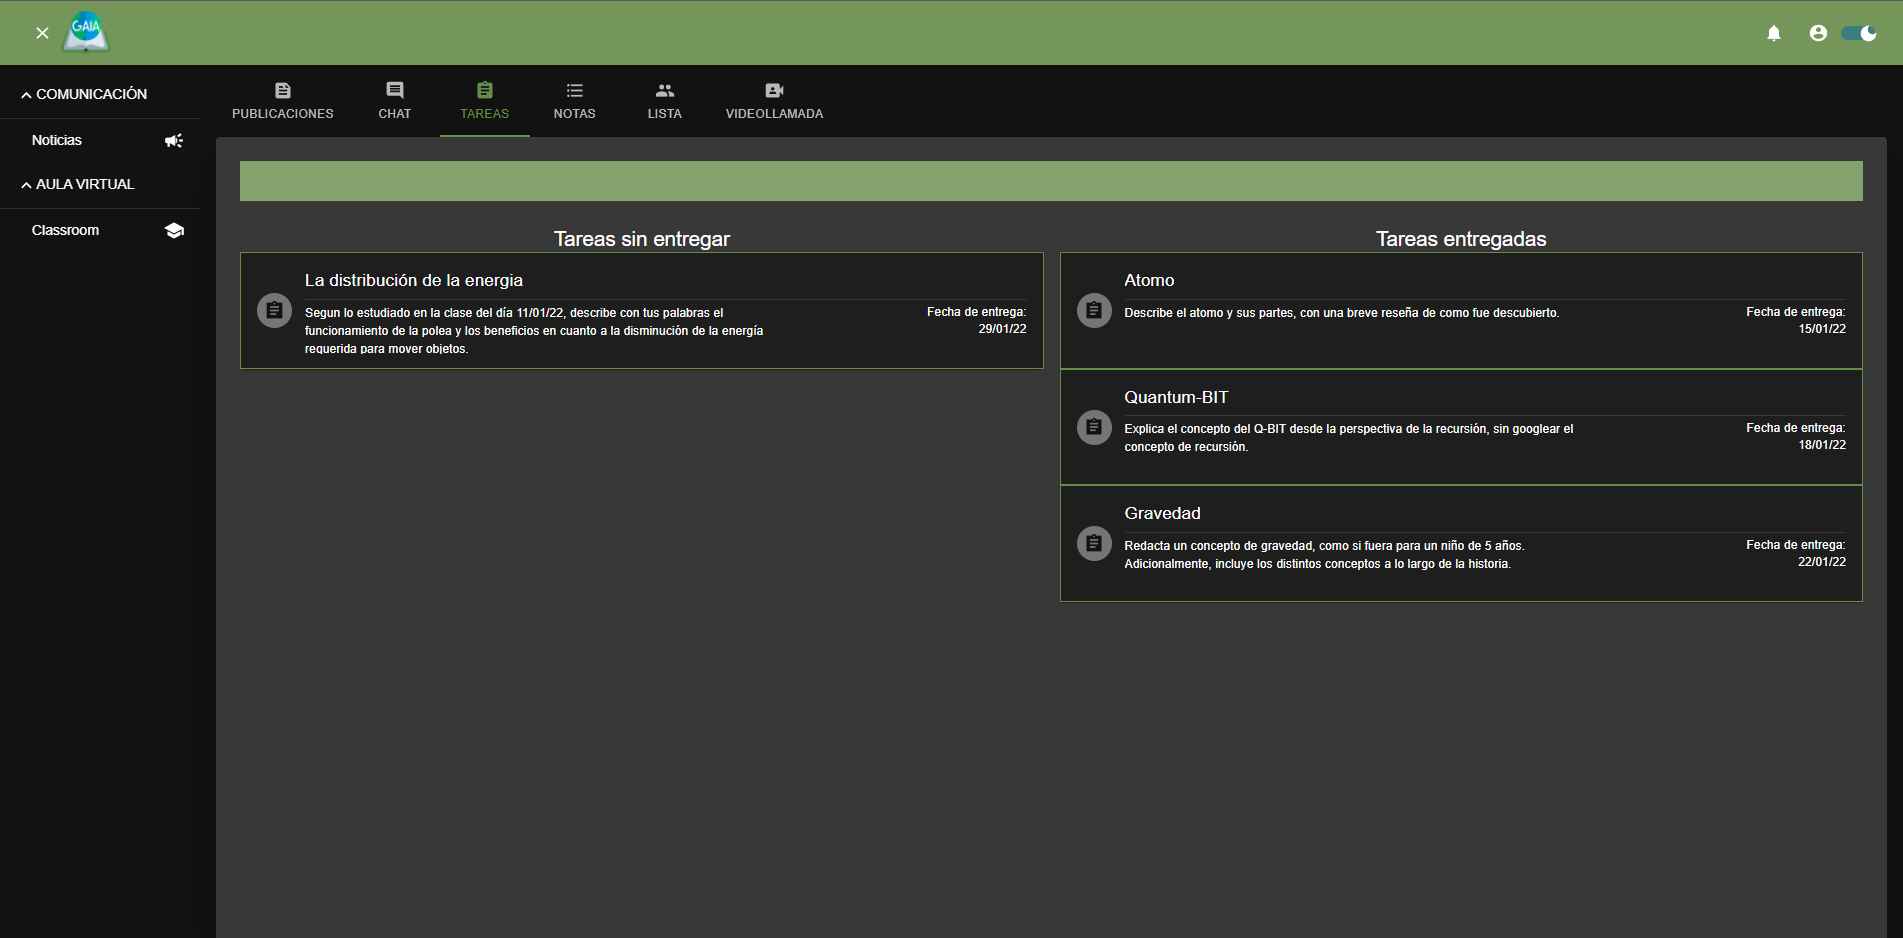 GAIA
COMUNICACIÓN
Noticias
AULA VIRTUAL
Classroom
PUBLICACIONES
CHAT
TAREAS
NOTAS
LISTA
VIDEOLLAMADA
Tareas sin entregar
La distribución de la energia
Segun lo estudiado en la clase del día 11/01/22, describe con tus palabras el
funcionamiento de la polea y los beneficios en cuanto a la disminución de la energía
requerida para mover objetos.
Fecha de entrega:
29/01/22
Tareas entregadas
Atomo
Describe el atomo y sus partes, con una breve reseña de como fue descubierto.
Fecha de entrega:
15/01/22
Quantum-BIT
Explica el concepto del Q-BIT desde la perspectiva de la recursión, sin googlear el
concepto de recursión.
Fecha de entrega:
18/01/22
Gravedad
Redacta un concepto de gravedad, como si fuera para un niño de 5 años.
Adicionalmente, incluye los distintos conceptos a lo largo de la historia.
Fecha de entrega:
22/01/22